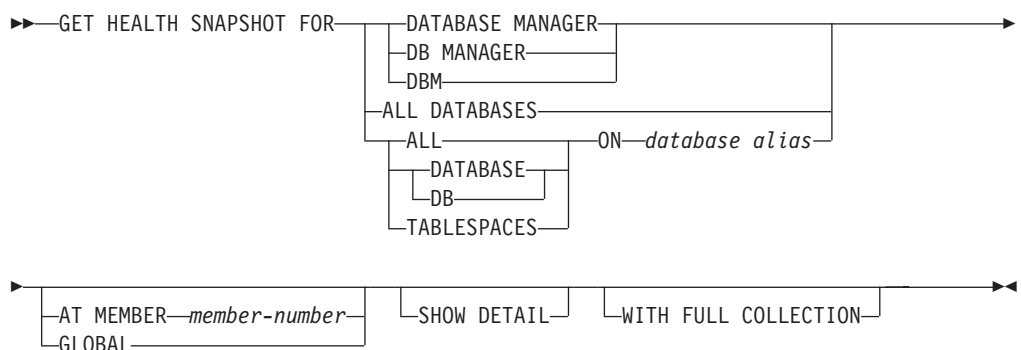 GET HEALTH SNAPSHOT FOR DATABASE MANAGER
DB MANAGER
DBM
ALL DATABASES
ALL ON database alias
DATABASE
DB
TABLESPACES
AT MEMBER member-number SHOW DETAIL WITH FULL COLLECTION
GLOBAL